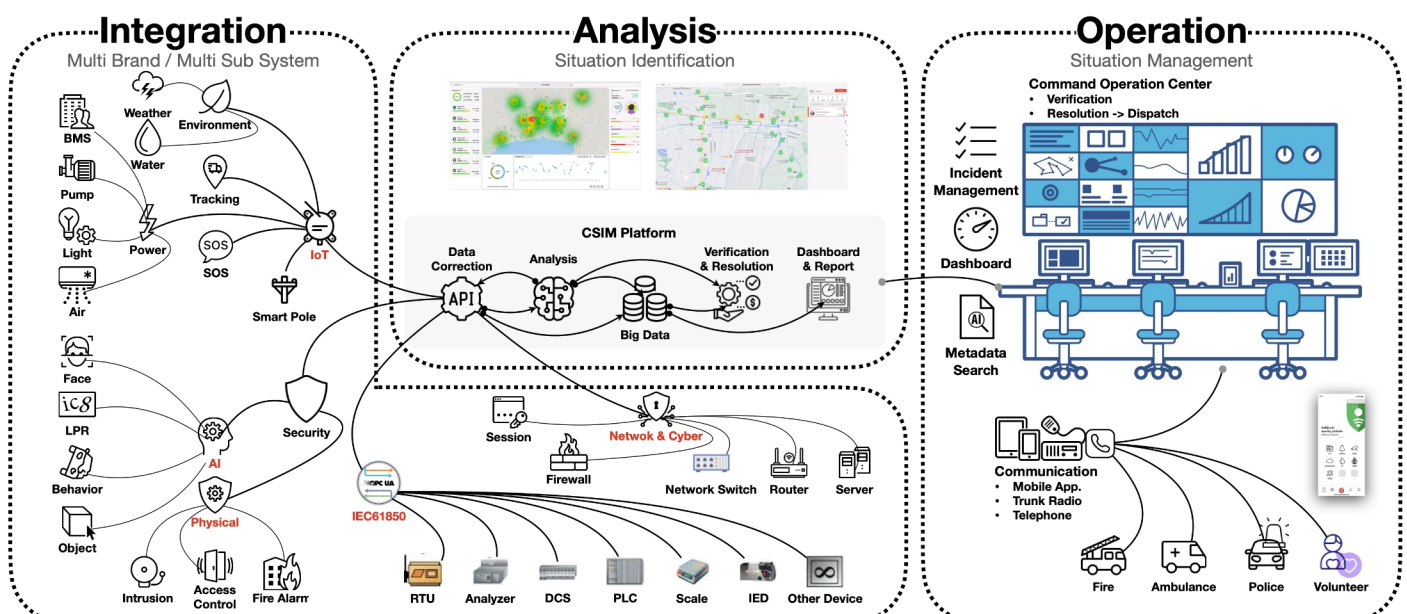 Integration
Multi Brand / Multi Sub System
Weather
Environment
BMS
Water
Pump
Tracking
Light
Power
SOS
SOS
IoT
Air
Smart Pole
Face
ic8
LPR
Security
AI
Behavior
Physical
Object
Intrusion
Access
Control
Fire Alarm
Analysis
Situation Identification
CSIM Platform
Data
Correction
Analysis
Verification
& Resolution
Dashboard
& Report
API
Big Data
Session
Netwok & Cyber
Firewall
Network Switch
Router
Server
OPC UA
IEC61850
RTU
Analyzer
DCS
PLC
Scale
IED
Other Device
Operation
Situation Management
Command Operation Center
• Verification
• Resolution -> Dispatch
Incident
Management
Dashboard
AI
Metadata
Search
Communication
• Mobile App.
• Trunk Radio
• Telephone
Fire
Ambulance
Police
Volunteer